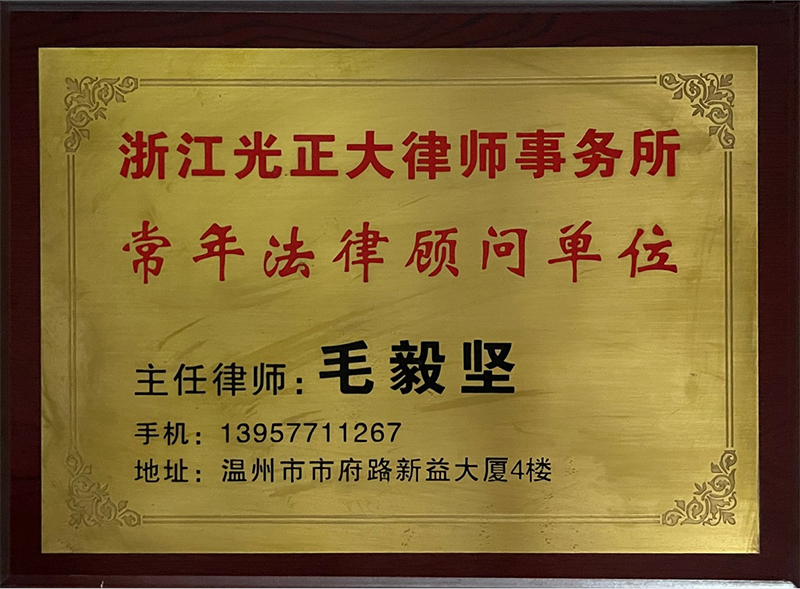 浙江光正大律师事务所
常年法律顾问单位
主任律师：毛毅坚
手机：13957711267
地址：温州市市府路新益大厦4楼